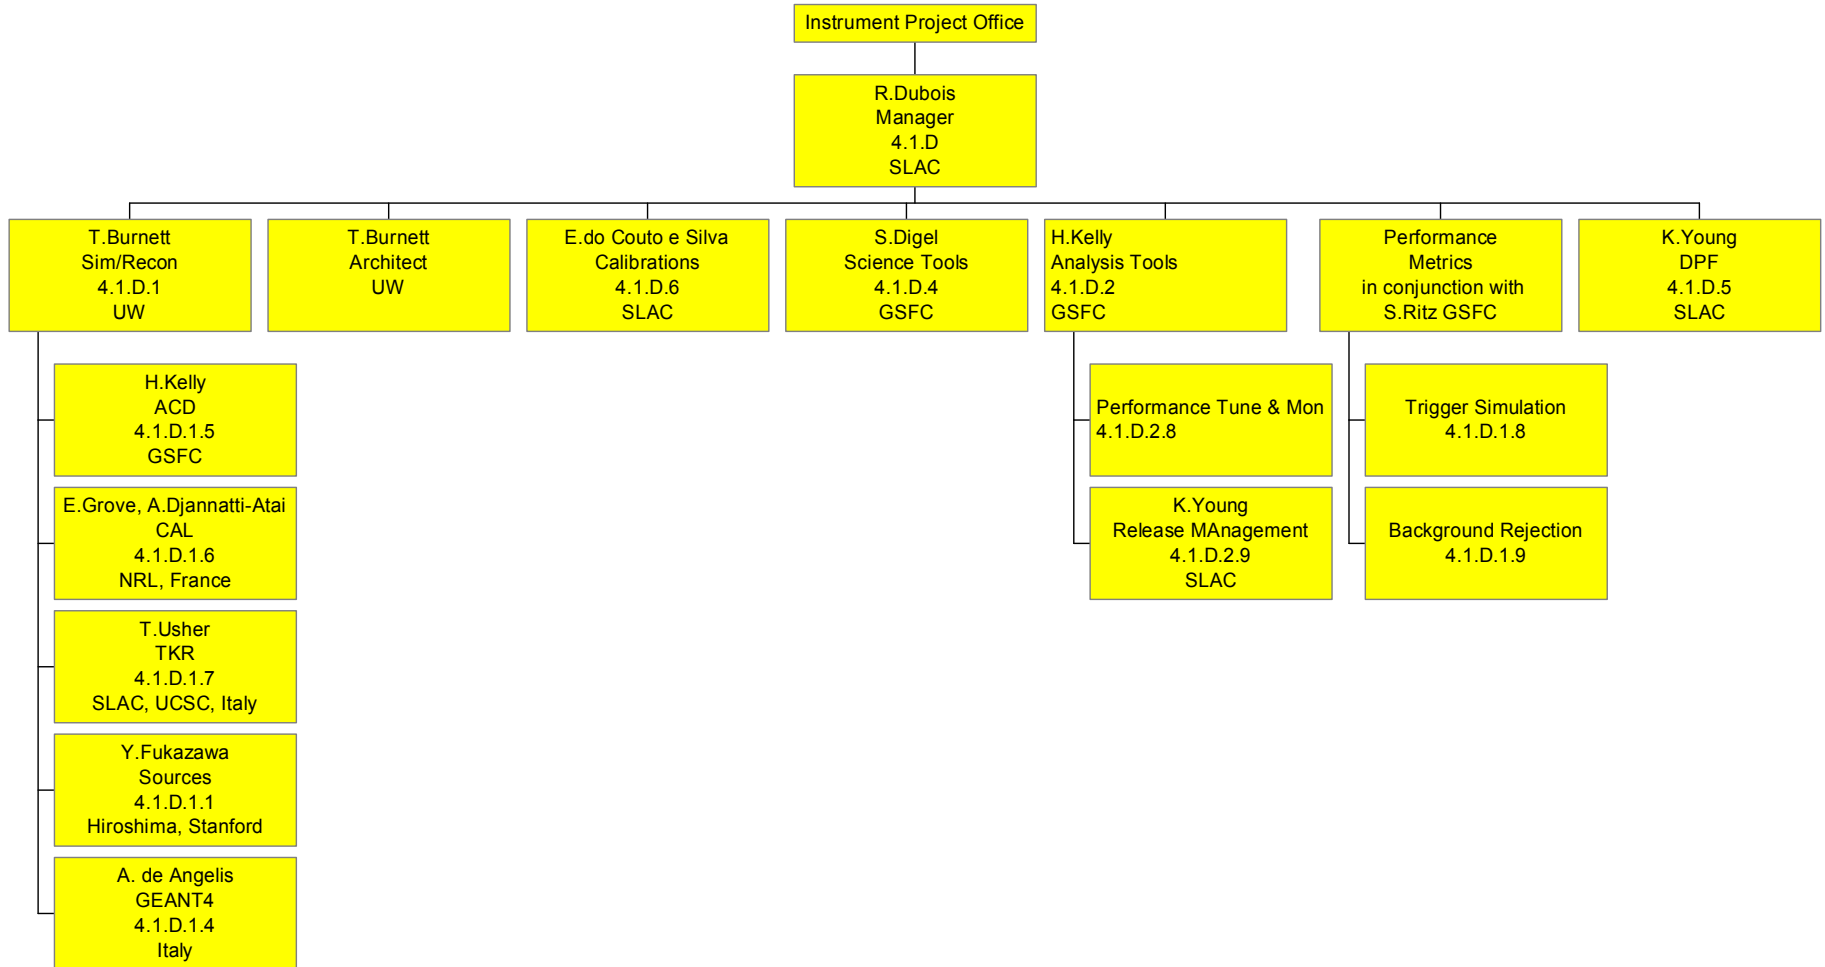 Instrument Project Office
R.Dubois
Manager
4.1.D
SLAC
T.Burnett
Sim/Recon
4.1.D.1
UW
T.Burnett
Architect
UW
E.do Couto e Silva
Calibrations
4.1.D.6
SLAC
S.Digel
Science Tools
4.1.D.4
GSFC
H.Kelly
Analysis Tools
4.1.D.2
GSFC
Performance
Metrics
in conjunction with
S.Ritz GSFC
K.Young
DPF
4.1.D.5
SLAC
H.Kelly
ACD
4.1.D.1.5
GSFC
E.Grove, A.Djannatti-Atai
CAL
4.1.D.1.6
NRL, France
T.Usher
TKR
4.1.D.1.7
SLAC, UCSC, Italy
Y.Fukazawa
Sources
4.1.D.1.1
Hiroshima, Stanford
A. de Angelis
GEANT4
4.1.D.1.4
Italy
Performance Tune & Mon
4.1.D.2.8
K.Young
Release MAnagement
4.1.D.2.9
SLAC
Trigger Simulation
4.1.D.1.8
Background Rejection
4.1.D.1.9